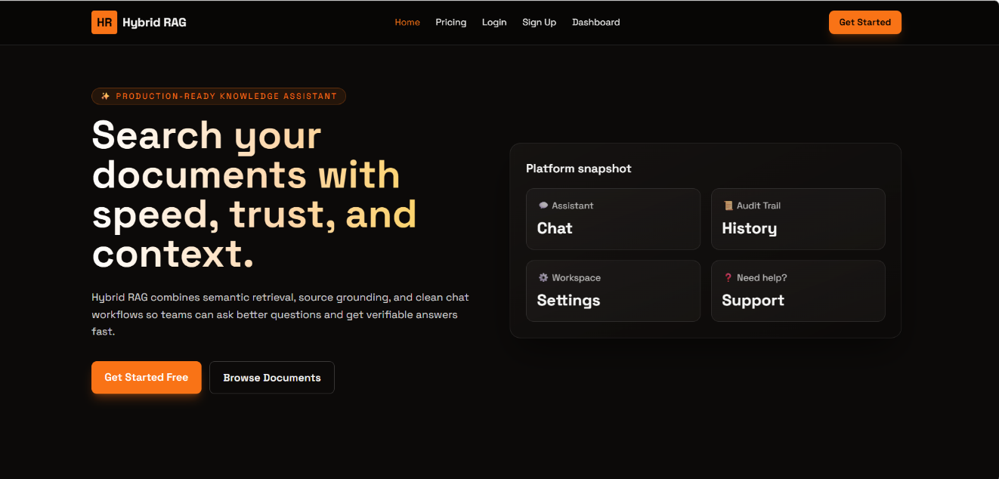 HR Hybrid RAG
Home Pricing Login Sign Up Dashboard
Get Started
✨ PRODUCTION-READY KNOWLEDGE ASSISTANT
Search your
documents with
speed, trust, and
context.
Hybrid RAG combines semantic retrieval, source grounding, and clean chat
workflows so teams can ask better questions and get verifiable answers
fast.
Get Started Free
Browse Documents
Platform snapshot
💬 Assistant
Chat
📜 Audit Trail
History
⚙️ Workspace
Settings
❓ Need help?
Support